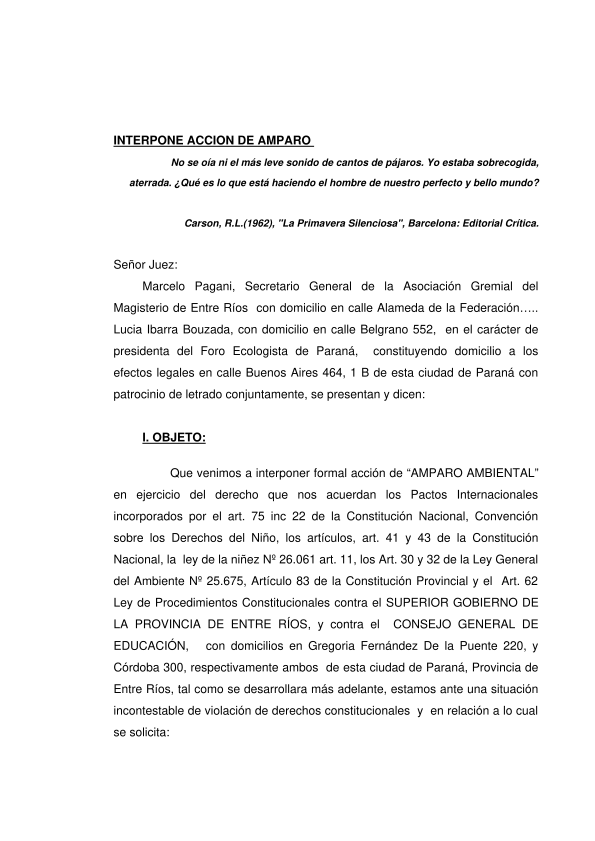 INTERPONE ACCION DE AMPARO
No se oía ni el más leve sonido de cantos de pájaros. Yo estaba sobrecogida,
aterrada. ¿Qué es lo que está haciendo el hombre de nuestro perfecto y bello mundo?
Carson, R.L.(1962), "La Primavera Silenciosa", Barcelona: Editorial Crítica.
Señor Juez:
Marcelo Pagani, Secretario General de la Asociación Gremial del
Magisterio de Entre Ríos con domicilio en calle Alameda de la Federación…..
Lucia Ibarra Bouzada, con domicilio en calle Belgrano 552, en el carácter de
presidenta del Foro Ecologista de Paraná, constituyendo domicilio a los
efectos legales en calle Buenos Aires 464, 1 B de esta ciudad de Paraná con
patrocinio de letrado conjuntamente, se presentan y dicen:
I. OBJETO:
Que venimos a interponer formal acción de “AMPARO AMBIENTAL”
en ejercicio del derecho que nos acuerdan los Pactos Internacionales
incorporados por el art. 75 inc 22 de la Constitución Nacional, Convención
sobre los Derechos del Niño, los artículos, art. 41 y 43 de la Constitución
Nacional, la ley de la niñez Nº 26.061 art. 11, los Art. 30 y 32 de la Ley General
del Ambiente Nº 25.675, Artículo 83 de la Constitución Provincial y el Art. 62
Ley de Procedimientos Constitucionales contra el SUPERIOR GOBIERNO DE
LA PROVINCIA DE ENTRE RÍOS, y contra el CONSEJO GENERAL DE
EDUCACIÓN, con domicilios en Gregoria Fernández De la Puente 220, y
Córdoba 300, respectivamente ambos de esta ciudad de Paraná, Provincia de
Entre Ríos, tal como se desarrollara más adelante, estamos ante una situación
incontestable de violación de derechos constitucionales y en relación a lo cual
se solicita: